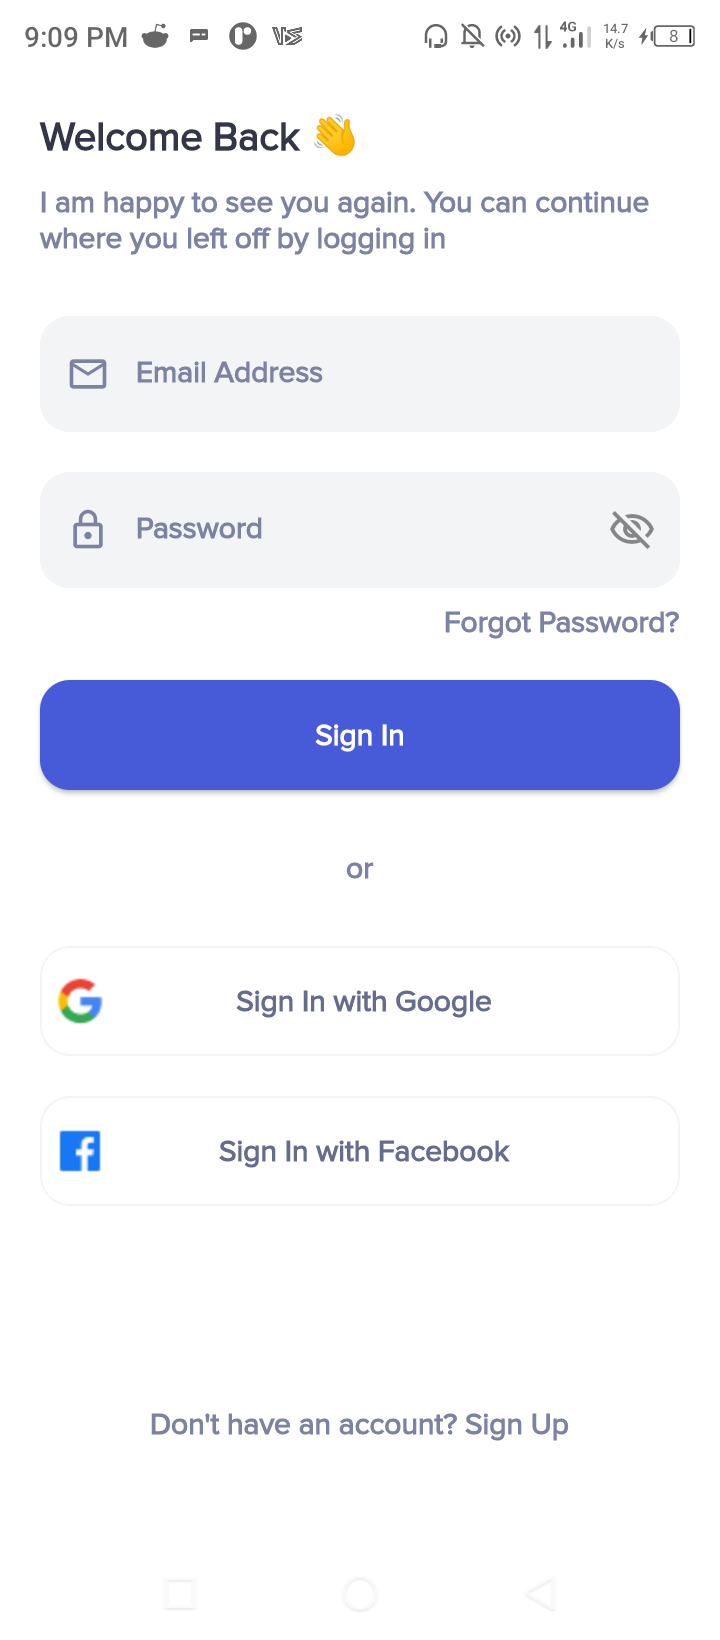 9:09 PM VS 4G 14.7 K/s 8
Welcome Back 👋
I am happy to see you again. You can continue
where you left off by logging in
Email Address
Password
Forgot Password?
Sign In
or
Sign In with Google
Sign In with Facebook
Don't have an account? Sign Up